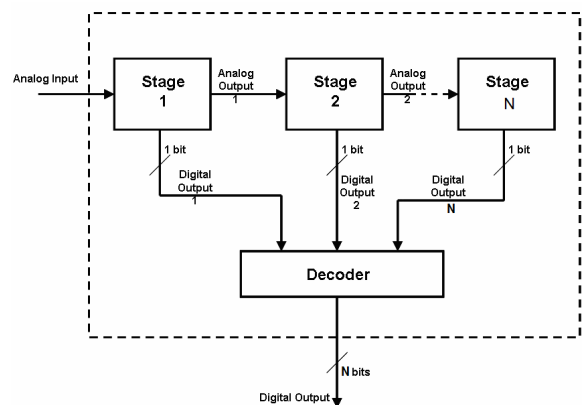 Analog Input
Stage
1
Analog
Output
1
Stage
2
Analog
Output
2
Stage
N
1 bit
Digital
Output
1
1 bit
Digital
Output
2
1 bit
Digital
Output
N
Decoder
N bits
Digital Output